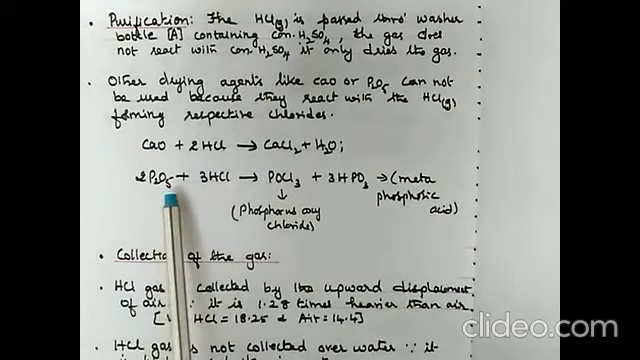 • Purification: The HCl(g) is passed thro' washer
bottle [A] containing con. H₂SO₄, the gas does
not react with con. H₂SO₄ it only dries the gas.
• Other drying agents like cao or P₂O₅ can not
be used because they react with the HCl(g)
forming respective chlorides.
CaO + 2HCl → CaCl₂ + H₂O;
2P₂O₅ + 3HCl → POCl₃ + 3HPO₃ → (meta
↓ phosphoric
(Phosphorus oxy acid)
chloride)
• Collection of the gas:
• HCl gas collected by the upward displacement
of air ∵ it is 1.28 times heavier than air
[ HCl = 18.25 & Air = 14.4]
• HCl gas is not collected over water ∵ it
clideo.com